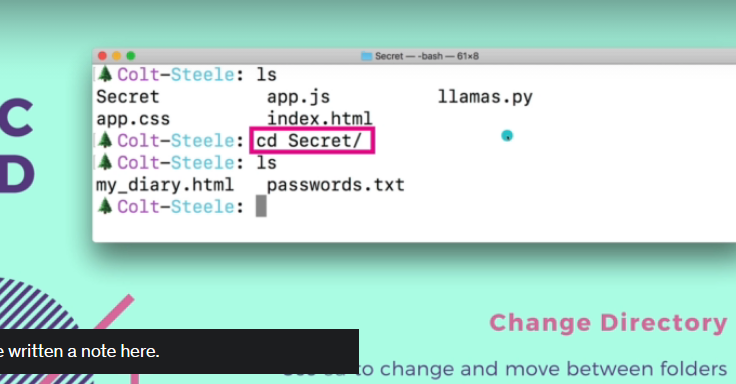 Secret — -bash — 61×8
Colt-Steele: ls
Secret app.js llamas.py
app.css index.html
Colt-Steele: cd Secret/
Colt-Steele: ls
my_diary.html passwords.txt
Colt-Steele:
C
D
Change Directory
written a note here.
to change and move between folders